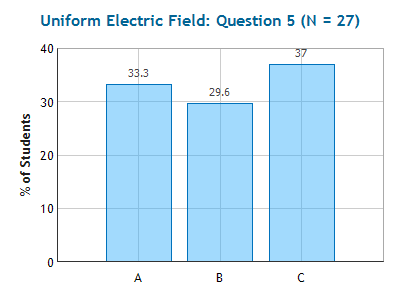 Uniform Electric Field: Question 5 (N = 27)
% of Students
40
30
20
10
0
33.3
29.6
37
A
B
C